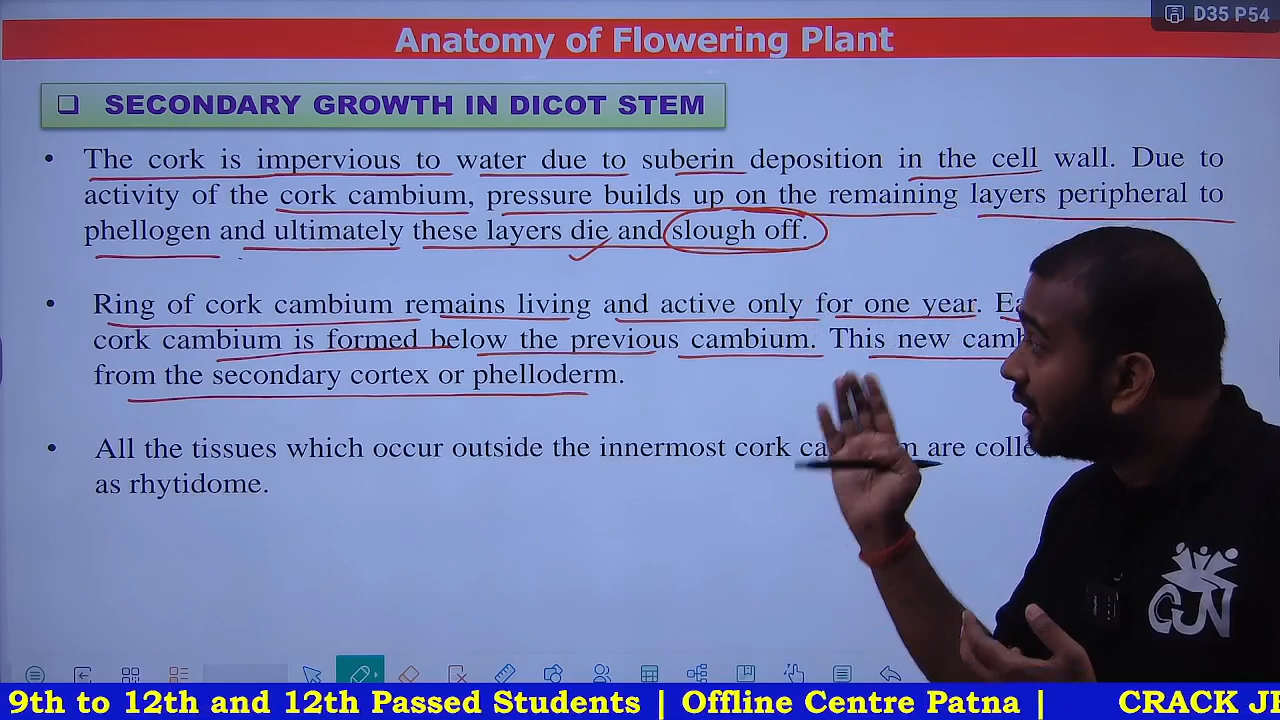 D35 P54
Anatomy of Flowering Plant
SECONDARY GROWTH IN DICOT STEM
• The cork is impervious to water due to suberin deposition in the cell wall. Due to
activity of the cork cambium, pressure builds up on the remaining layers peripheral to
phellogen and ultimately these layers die and slough off.
• Ring of cork cambium remains living and active only for one year.
cork cambium is formed below the previous cambium. This new
from the secondary cortex or phelloderm.
• All the tissues which occur outside the innermost cork are
as rhytidome.
GJN
9th to 12th and 12th Passed Students | Offline Centre Patna | CRACK